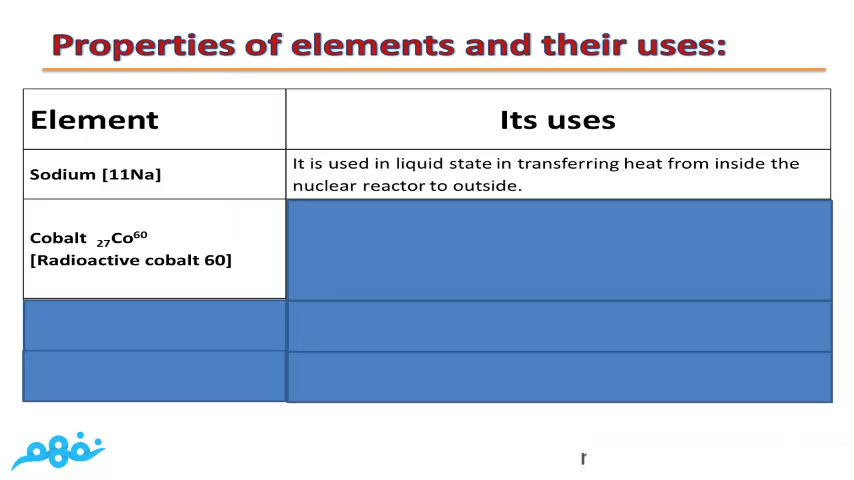 Properties of elements and their uses:
Element
Its uses
Sodium [11Na]
It is used in liquid state in transferring heat from inside the
nuclear reactor to outside.
Cobalt ₂₇Co⁶⁰
[Radioactive cobalt 60]
نفهم
r